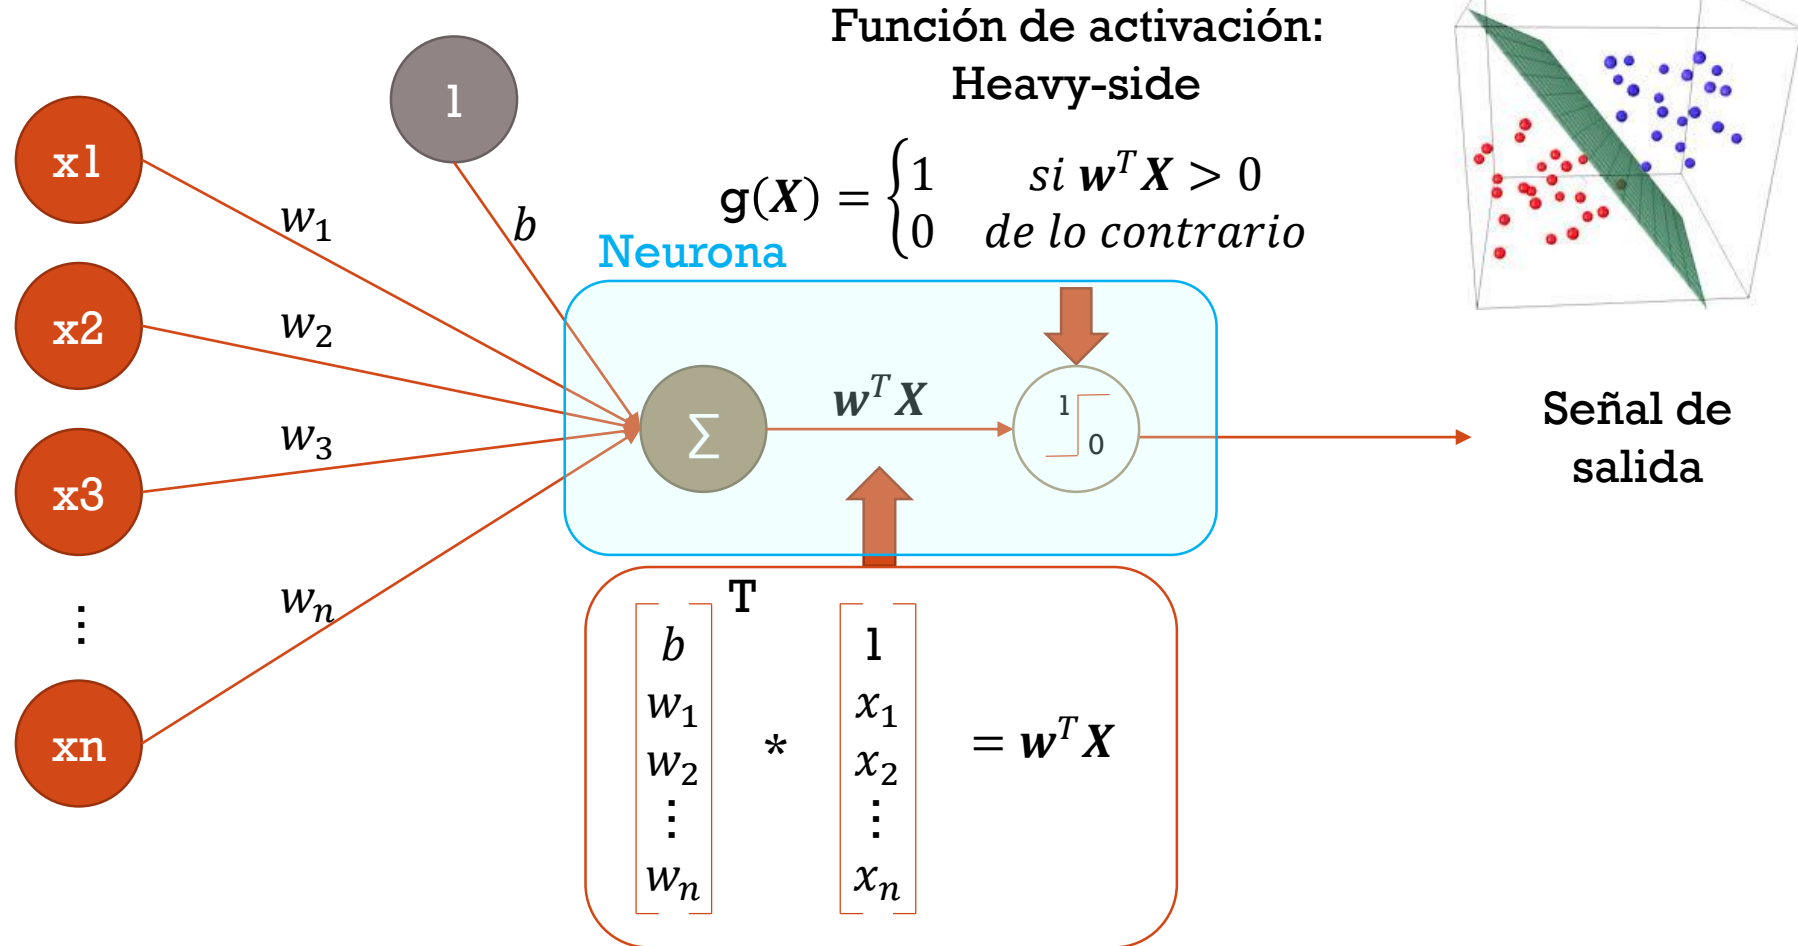 Función de activación:
Heavy-side
g(X) = { 1 si w^T X > 0
0 de lo contrario
1
x1
x2
x3
⋮
xn
w₁
w₂
w₃
wₙ
b
Neurona
∑
w^T X
1
0
Señal de
salida
T
b 1
w₁ x₁
w₂ * x₂ = w^T X
⋮ ⋮
wₙ xₙ